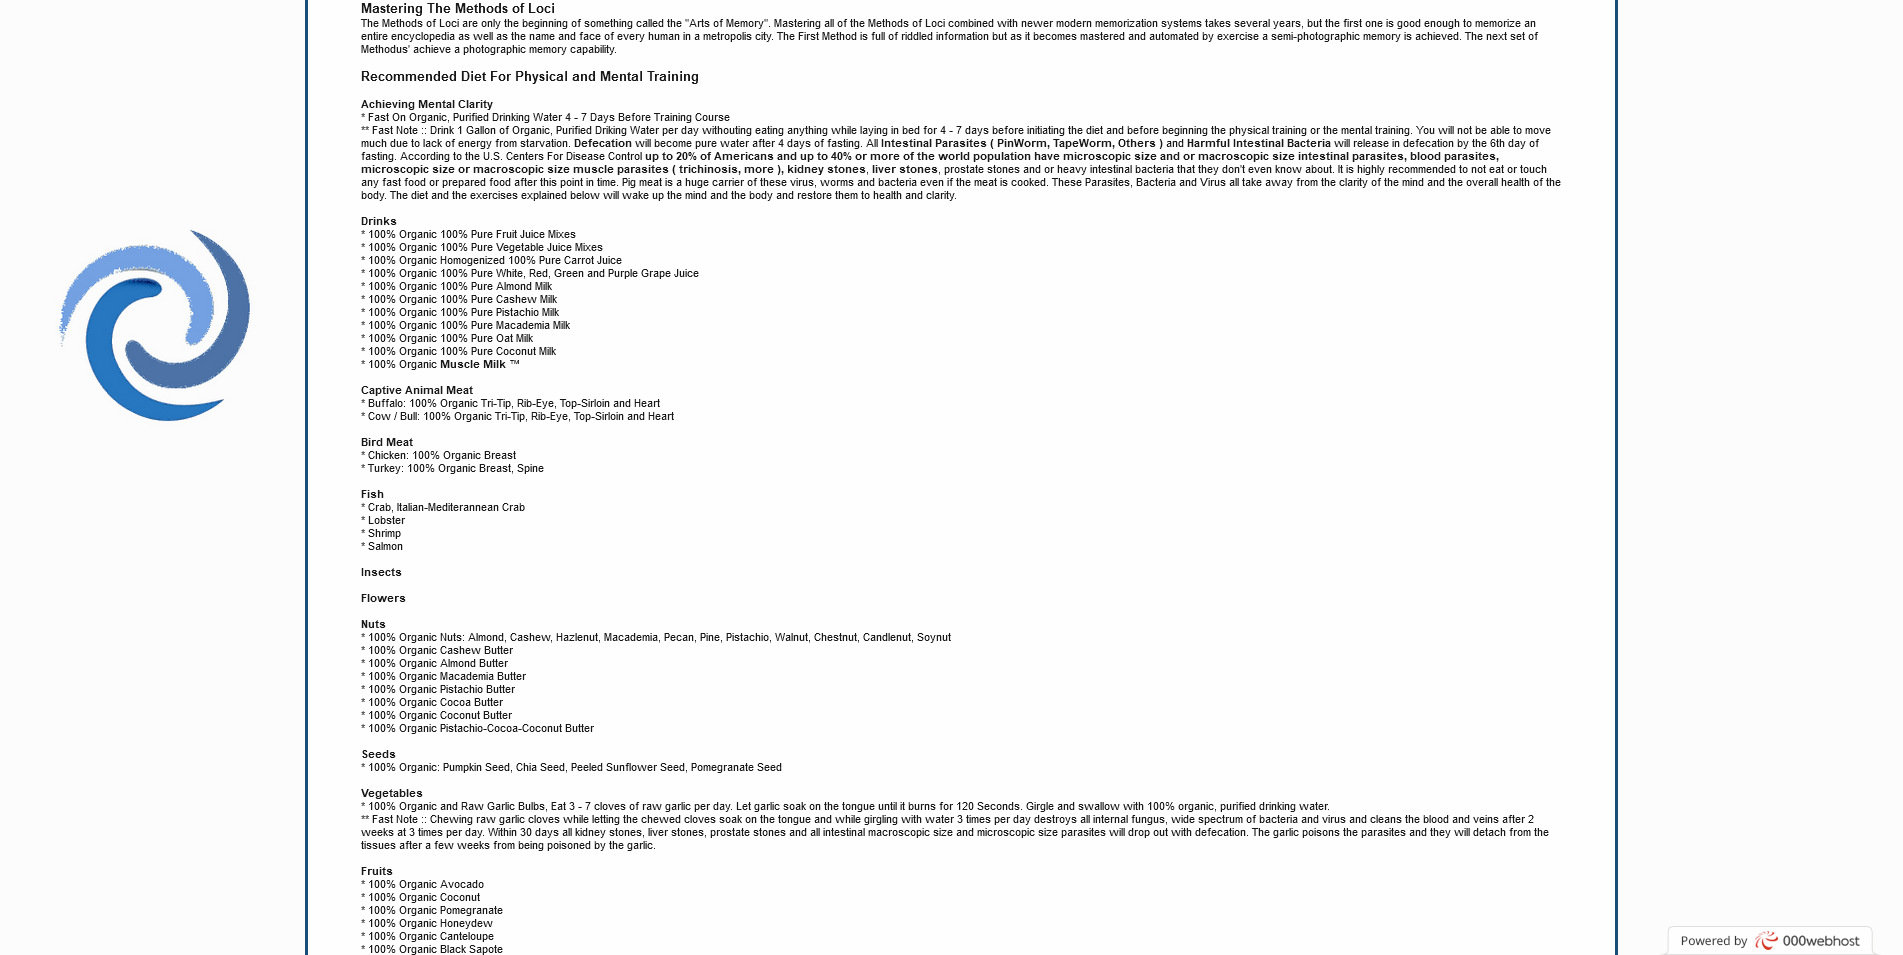 Mastering The Methods of Loci
The Methods of Loci are only the beginning of something called the "Arts of Memory". Mastering all of the Methods of Loci combined with newer modern memorization systems takes several years, but the first one is good enough to memorize an
entire encyclopedia as well as the name and face of every human in a metropolis city. The First Method is full of riddled information but as it becomes mastered and automated by exercise a semi-photographic memory is achieved. The next set of
Methodus' achieve a photographic memory capability.
Recommended Diet For Physical and Mental Training
Achieving Mental Clarity
* Fast On Organic, Purified Drinking Water 4 - 7 Days Before Training Course
** Fast Note :: Drink 1 Gallon of Organic, Purified Driking Water per day withouting eating anything while laying in bed for 4 - 7 days before initiating the diet and before beginning the physical training or the mental training. You will not be able to move
much due to lack of energy from starvation. Defecation will become pure water after 4 days of fasting. All Intestinal Parasites ( PinWorm, TapeWorm, Others ) and Harmful Intestinal Bacteria will release in defecation by the 6th day of
fasting. According to the U.S. Centers For Disease Control up to 20% of Americans and up to 40% or more of the world population have microscopic size and or macroscopic size intestinal parasites, blood parasites,
microscopic size or macroscopic size muscle parasites ( trichinosis, more ), kidney stones, liver stones, prostate stones and or heavy intestinal bacteria that they don't even know about. It is highly recommended to not eat or touch
any fast food or prepared food after this point in time. Pig meat is a huge carrier of these virus, worms and bacteria even if the meat is cooked. These Parasites, Bacteria and Virus all take away from the clarity of the mind and the overall health of the
body. The diet and the exercises explained below will wake up the mind and the body and restore them to health and clarity.
Drinks
* 100% Organic 100% Pure Fruit Juice Mixes
* 100% Organic 100% Pure Vegetable Juice Mixes
* 100% Organic Homogenized 100% Pure Carrot Juice
* 100% Organic 100% Pure White, Red, Green and Purple Grape Juice
* 100% Organic 100% Pure Almond Milk
* 100% Organic 100% Pure Cashew Milk
* 100% Organic 100% Pure Pistachio Milk
* 100% Organic 100% Pure Macademia Milk
* 100% Organic 100% Pure Oat Milk
* 100% Organic 100% Pure Coconut Milk
* 100% Organic Muscle Milk ™
Captive Animal Meat
* Buffalo: 100% Organic Tri-Tip, Rib-Eye, Top-Sirloin and Heart
* Cow / Bull: 100% Organic Tri-Tip, Rib-Eye, Top-Sirloin and Heart
Bird Meat
* Chicken: 100% Organic Breast
* Turkey: 100% Organic Breast, Spine
Fish
* Crab, Italian-Mediterannean Crab
* Lobster
* Shrimp
* Salmon
Insects
Flowers
Nuts
* 100% Organic Nuts: Almond, Cashew, Hazlenut, Macademia, Pecan, Pine, Pistachio, Walnut, Chestnut, Candlenut, Soynut
* 100% Organic Cashew Butter
* 100% Organic Almond Butter
* 100% Organic Macademia Butter
* 100% Organic Pistachio Butter
* 100% Organic Cocoa Butter
* 100% Organic Coconut Butter
* 100% Organic Pistachio-Cocoa-Coconut Butter
Seeds
* 100% Organic: Pumpkin Seed, Chia Seed, Peeled Sunflower Seed, Pomegranate Seed
Vegetables
* 100% Organic and Raw Garlic Bulbs, Eat 3 - 7 cloves of raw garlic per day. Let garlic soak on the tongue until it burns for 120 Seconds. Girgle and swallow with 100% organic, purified drinking water.
** Fast Note :: Chewing raw garlic cloves while letting the chewed cloves soak on the tongue and while girgling with water 3 times per day destroys all internal fungus, wide spectrum of bacteria and virus and cleans the blood and veins after 2
weeks at 3 times per day. Within 30 days all kidney stones, liver stones, prostate stones and all intestinal macroscopic size and microscopic size parasites will drop out with defecation. The garlic poisons the parasites and they will detach from the
tissues after a few weeks from being poisoned by the garlic.
Fruits
* 100% Organic Avocado
* 100% Organic Coconut
* 100% Organic Pomegranate
* 100% Organic Honeydew
* 100% Organic Canteloupe
* 100% Organic Black Sapote
Powered by 000webhost